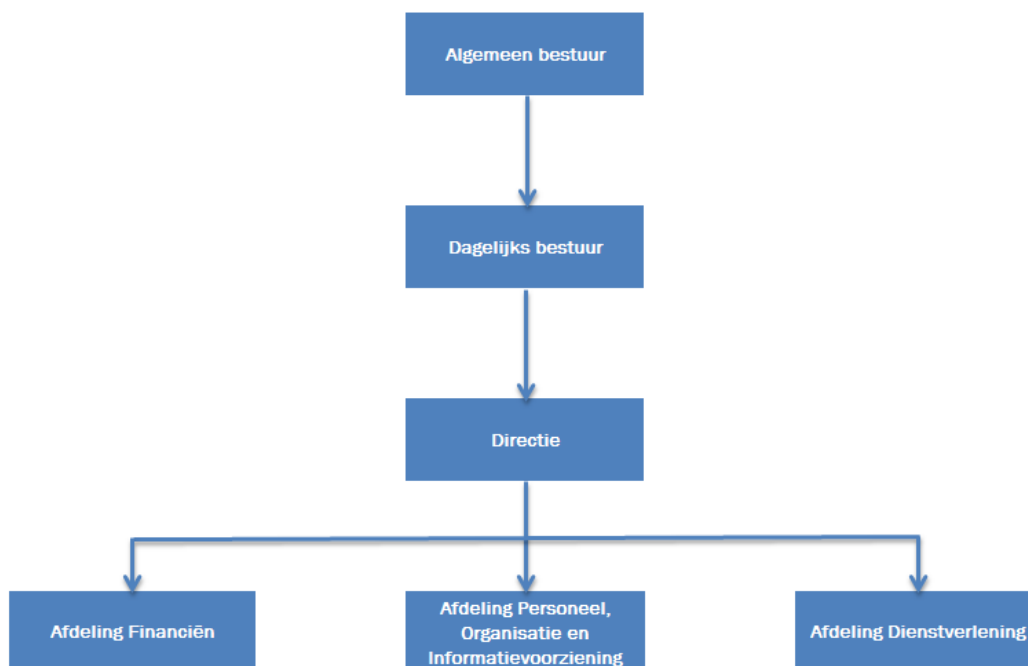 Algemeen bestuur
Dagelijks bestuur
Directie
Afdeling Financiën
Afdeling Personeel,
Organisatie en
Informatievoorziening
Afdeling Dienstverlening